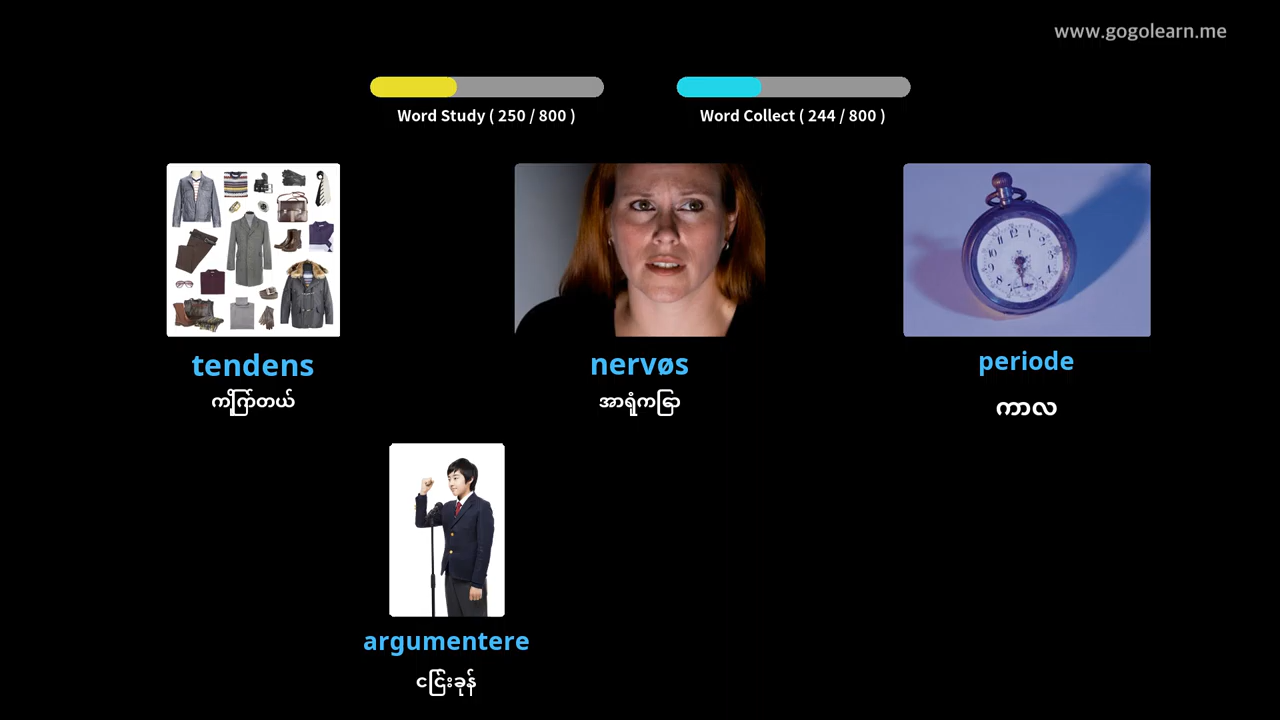 www.gogolearn.me
Word Study ( 250 / 800 )
Word Collect ( 244 / 800 )
tendens
nervøs
periode
ကြိုက်တယ်
အာရုံကြော
ကာလ
argumentere
ငြင်းခုန်